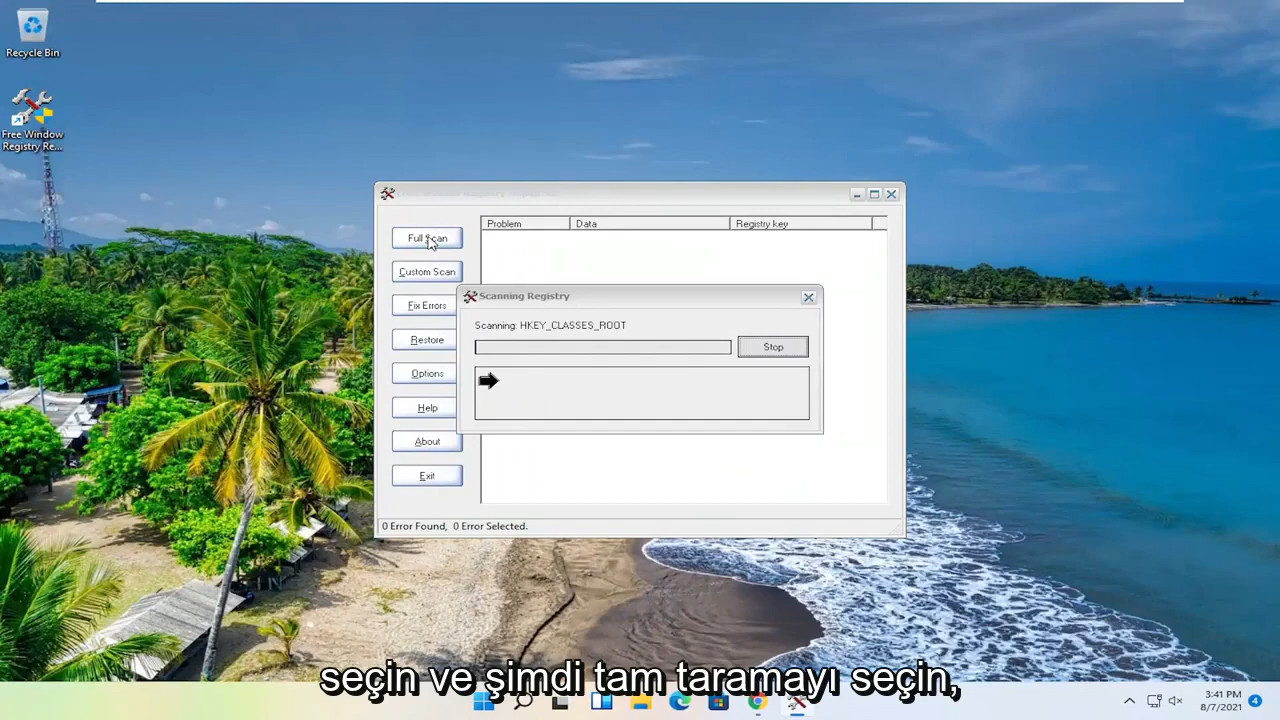 Recycle Bin
Free Window
Registry Re...
Problem
Data
Registry key
Full Scan
Custom Scan
Fix Errors
Restore
Options
Help
About
Exit
Scanning Registry
Scanning: HKEY_CLASSES_ROOT
Stop
0 Error Found, 0 Error Selected.
seçin ve şimdi tam taramayı seçin,
3:41 PM
8/7/2021
4